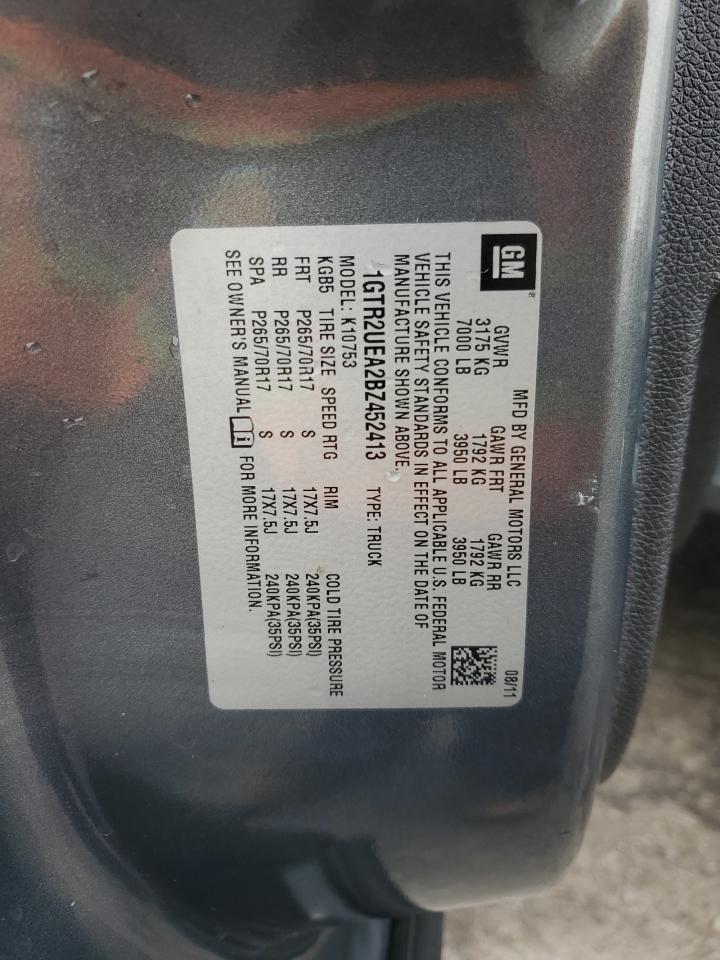 GM
MFD BY GENERAL MOTORS LLC 08/11
GVWR GAWR FRT GAWR RR
3175 KG 1792 KG 1792 KG
7000 LB 3950 LB 3950 LB
THIS VEHICLE CONFORMS TO ALL APPLICABLE U.S. FEDERAL MOTOR
VEHICLE SAFETY STANDARDS IN EFFECT ON THE DATE OF
MANUFACTURE SHOWN ABOVE.
1GTR2UEA2BZ452413 TYPE: TRUCK
MODEL: K10753
KGB5 TIRE SIZE SPEED RTG RIM COLD TIRE PRESSURE
FRT P265/70R17 S 17X7.5J 240KPA(35PSI)
RR P265/70R17 S 17X7.5J 240KPA(35PSI)
SPA P265/70R17 S 17X7.5J 240KPA(35PSI)
SEE OWNER'S MANUAL i FOR MORE INFORMATION.